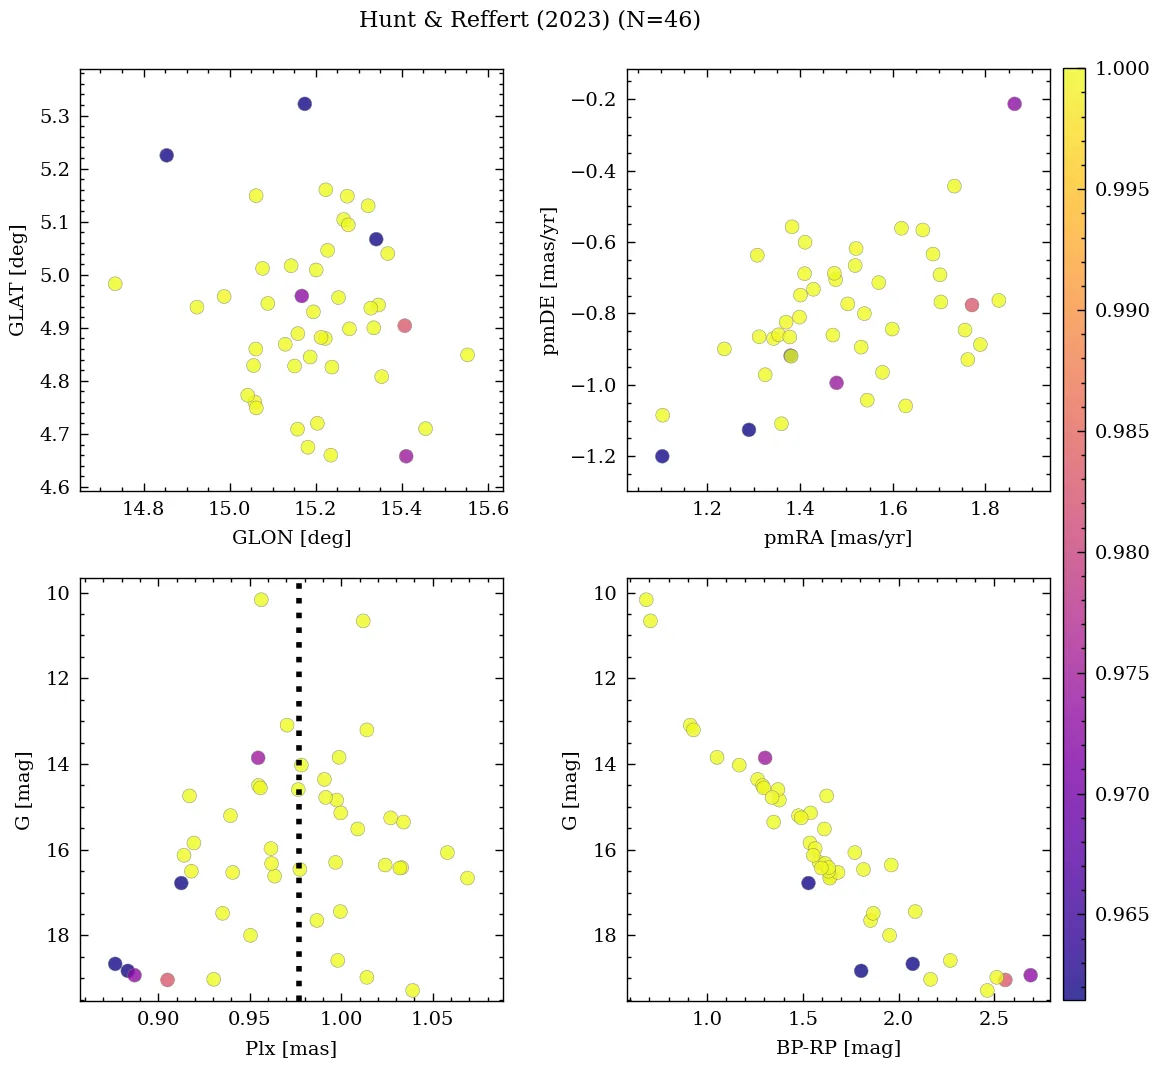 Hunt & Reffert (2023) (N=46)
5.3
5.2
5.1
5.0
4.9
4.8
4.7
4.6
GLAT [deg]
14.8 15.0 15.2 15.4 15.6
GLON [deg]
−0.2
−0.4
−0.6
−0.8
−1.0
−1.2
pmDE [mas/yr]
1.2 1.4 1.6 1.8
pmRA [mas/yr]
10
12
14
16
18
G [mag]
0.90 0.95 1.00 1.05
Plx [mas]
10
12
14
16
18
G [mag]
1.0 1.5 2.0 2.5
BP-RP [mag]
1.000
0.995
0.990
0.985
0.980
0.975
0.970
0.965